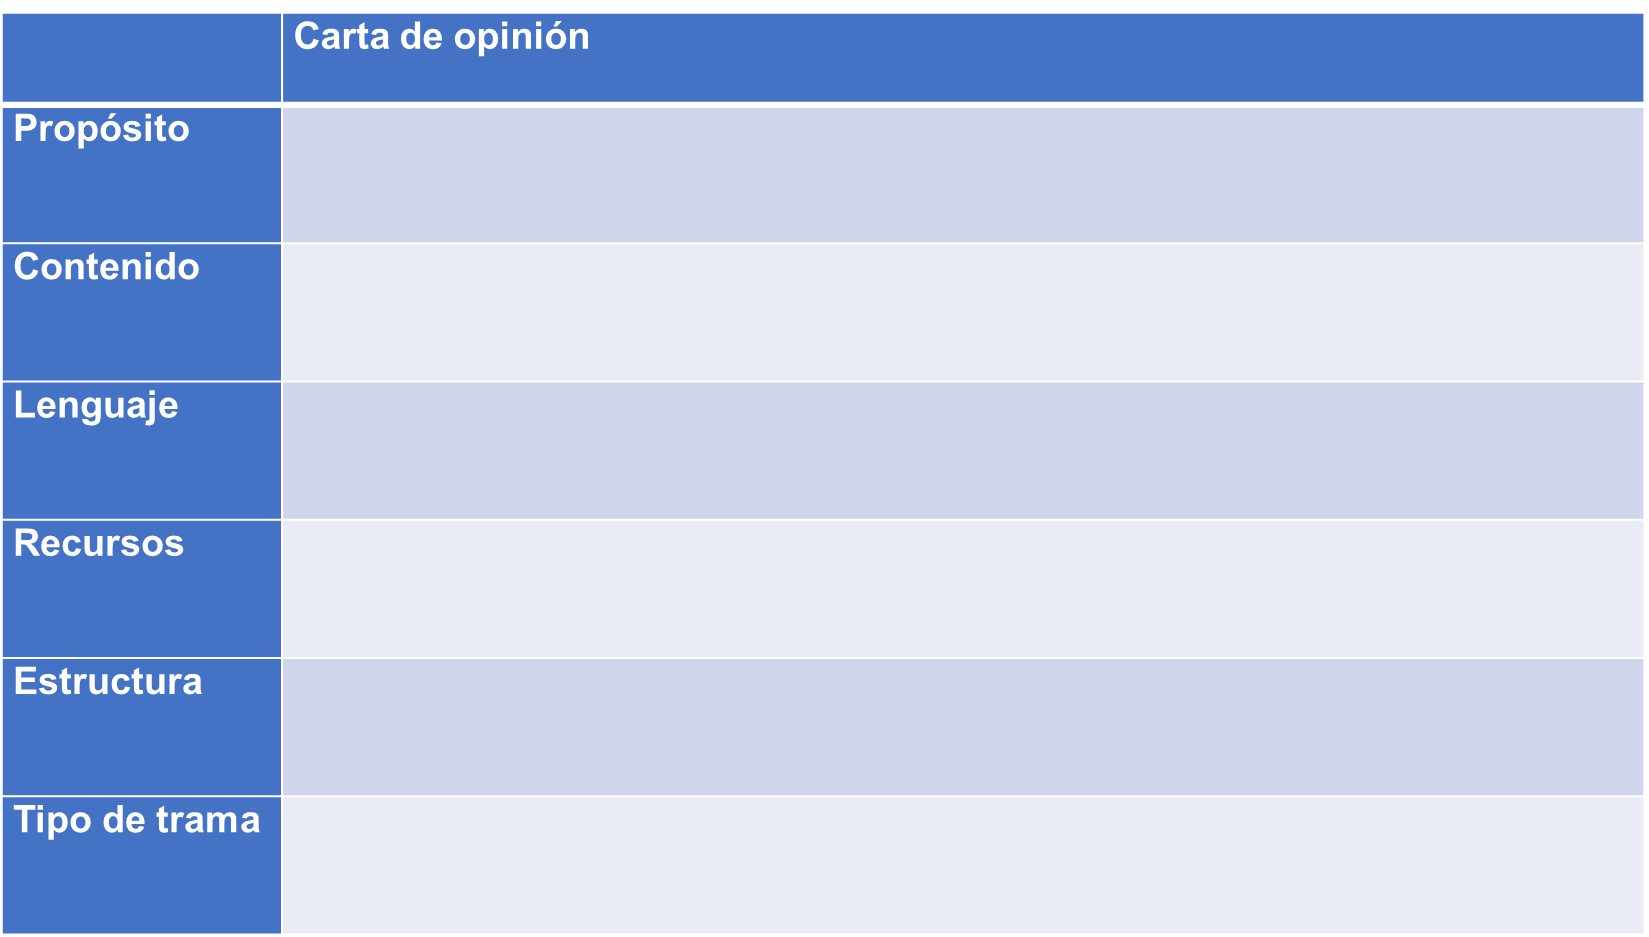 Carta de opinión
Propósito
Contenido
Lenguaje
Recursos
Estructura
Tipo de trama